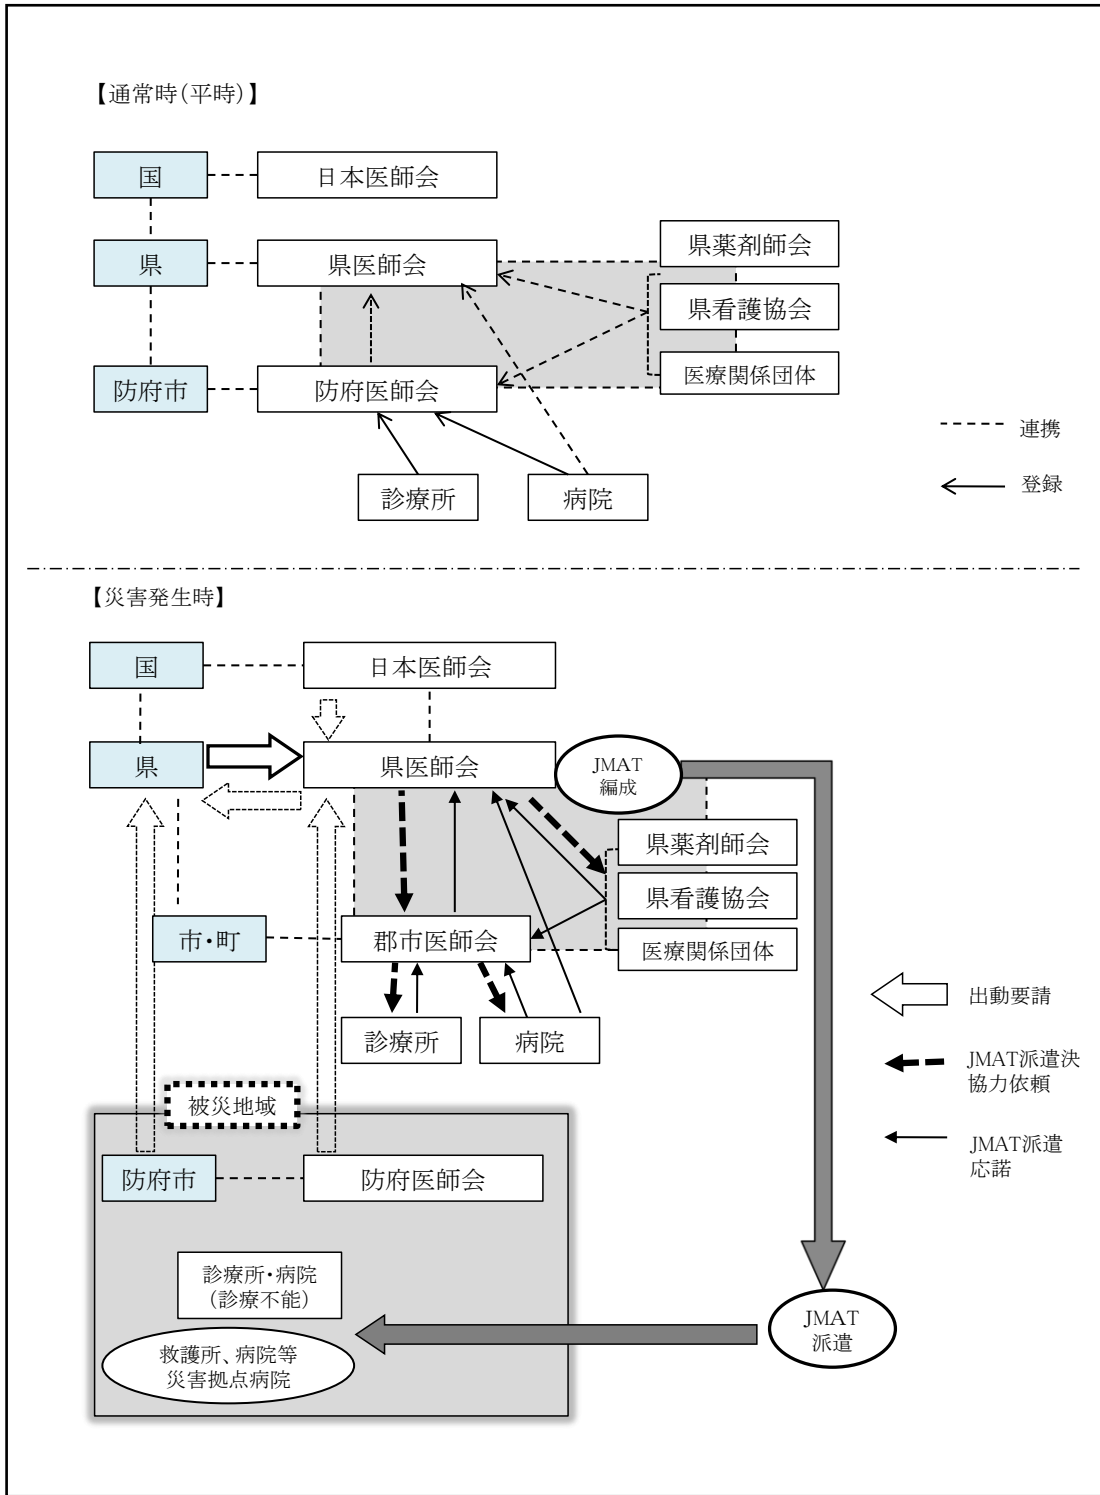 【通常時(平時)】
国
日本医師会
県
県医師会
県薬剤師会
県看護協会
防府市
防府医師会
医療関係団体
診療所
病院
連携
登録
【災害発生時】
国
日本医師会
県
県医師会
JMAT
編成
県薬剤師会
県看護協会
医療関係団体
市・町
郡市医師会
診療所
病院
出動要請
JMAT派遣決
協力依頼
JMAT派遣
応諾
被災地域
防府市
防府医師会
診療所・病院
(診療不能)
救護所、病院等
災害拠点病院
JMAT
派遣